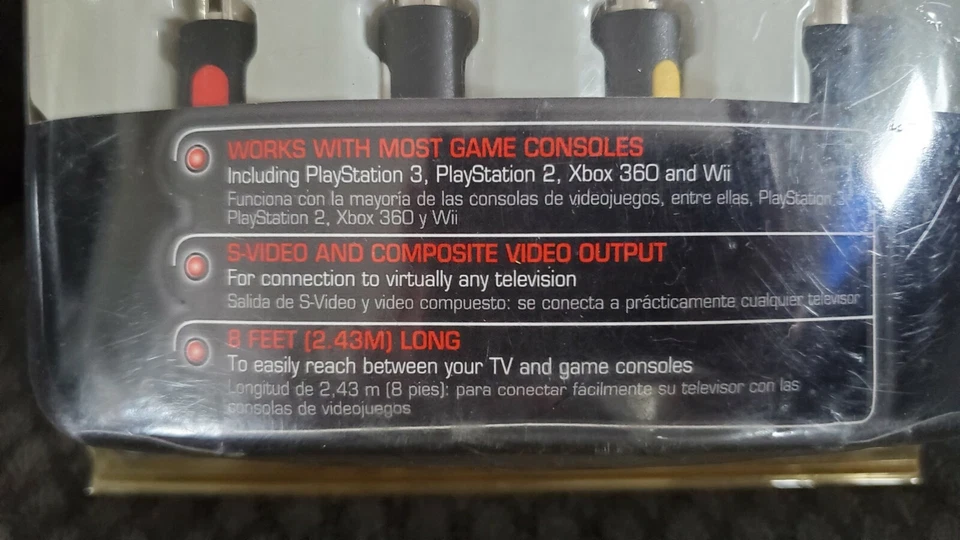 WORKS WITH MOST GAME CONSOLES
Including PlayStation 3, PlayStation 2, Xbox 360 and Wii
Funciona con la mayoría de las consolas de videojuegos, entre ellas, PlayStation 3,
PlayStation 2, Xbox 360 y Wii
S-VIDEO AND COMPOSITE VIDEO OUTPUT
For connection to virtually any television
Salida de S-Video y video compuesto: se conecta a prácticamente cualquier televisor
8 FEET (2.43M) LONG
To easily reach between your TV and game consoles
Longitud de 2,43 m (8 pies): para conectar fácilmente su televisor con las
consolas de videojuegos